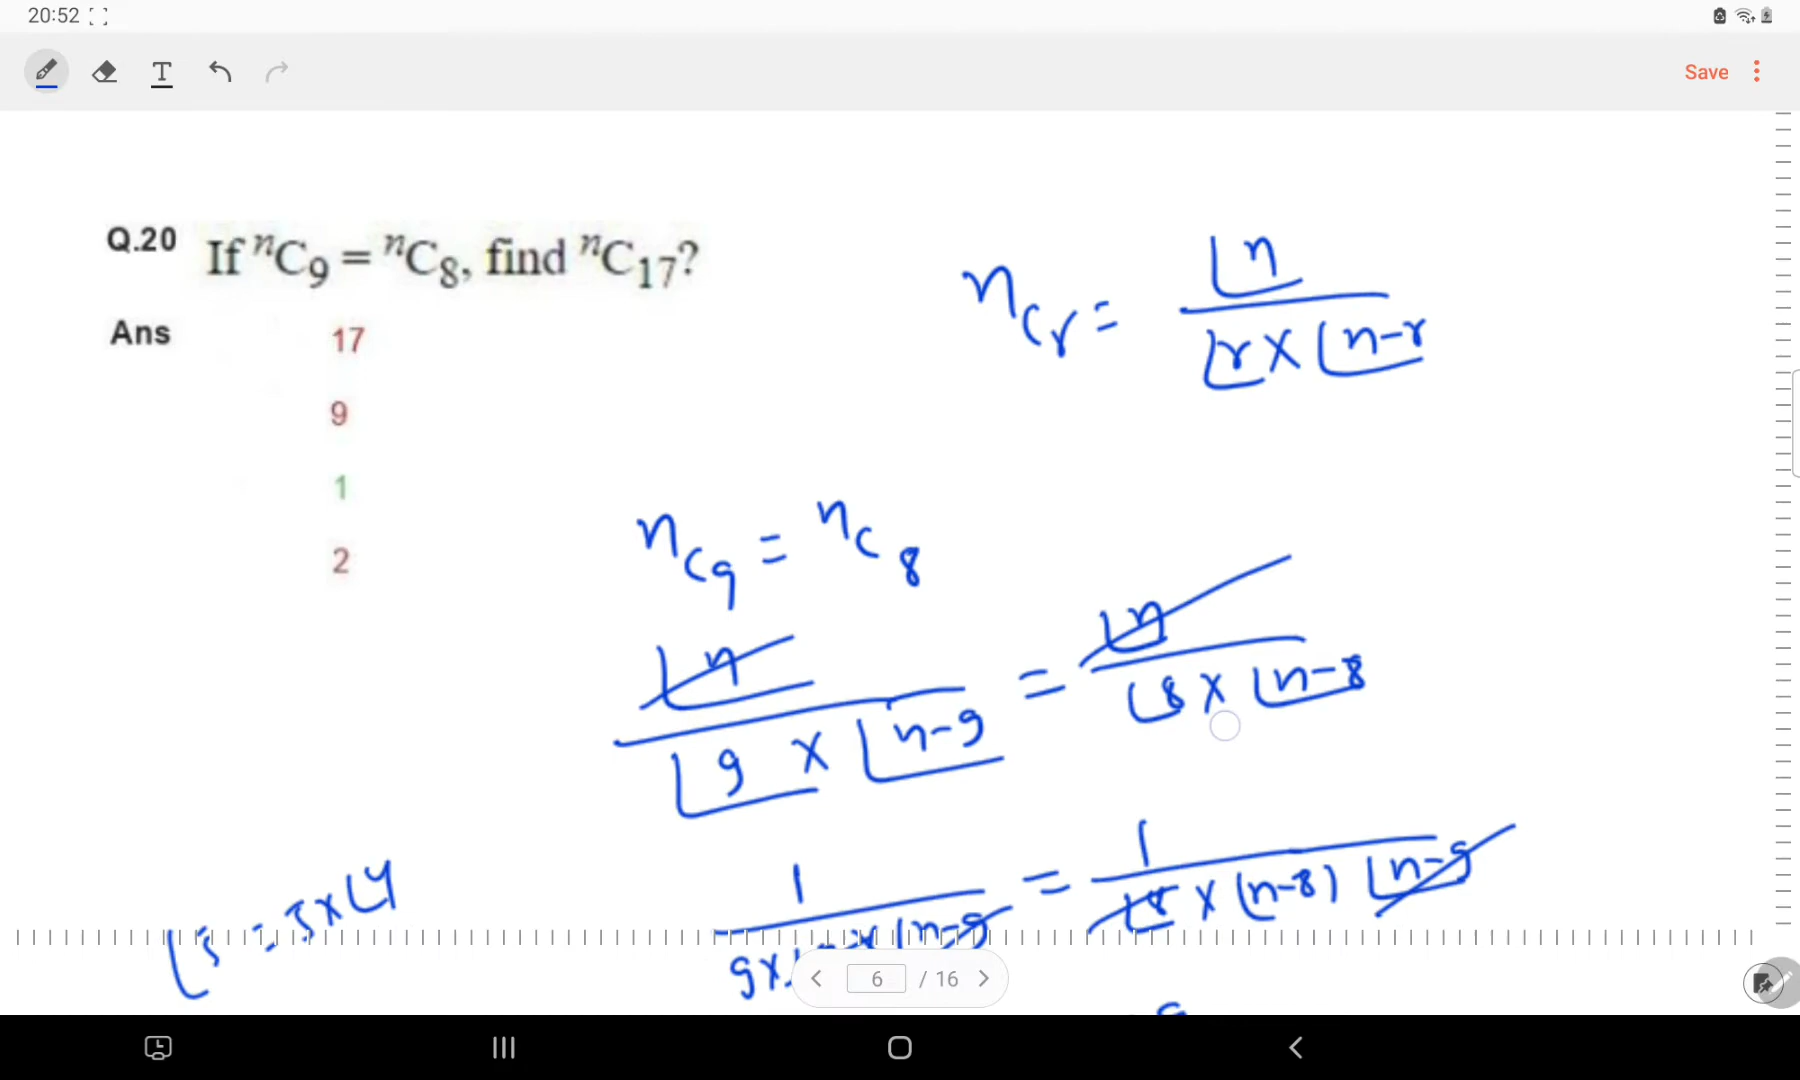 20:52
Save
Q.20 If ⁿC₉ = ⁿC₈, find ⁿC₁₇?
Ans
17
9
1
2
nCr = |n / |r × |n-r
nC9 = nC8
|n / |9 × |n-9 = |n / |8 × |n-8
|5 = 5×|4
1 / 9× |n-9 = 1 / |8 × (n-8) |n-9
6 / 16